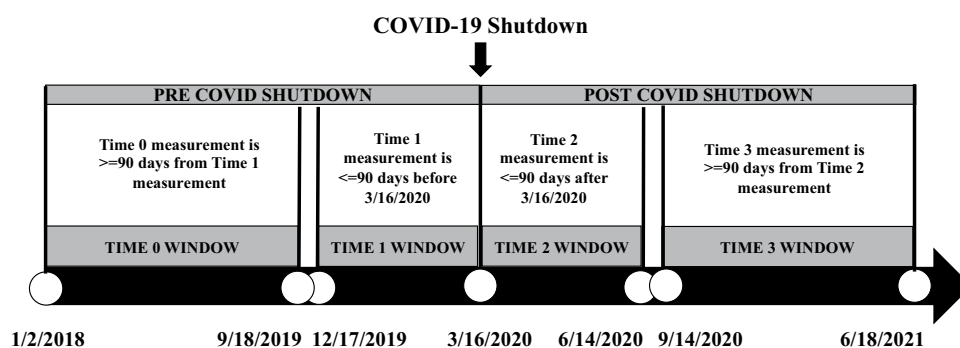 COVID-19 Shutdown
PRE COVID SHUTDOWN
POST COVID SHUTDOWN
Time 0 measurement is
>=90 days from Time 1
measurement
Time 1
measurement is
<=90 days before
3/16/2020
Time 2
measurement is
<=90 days after
3/16/2020
Time 3 measurement is
>=90 days from Time 2
measurement
TIME 0 WINDOW
TIME 1 WINDOW
TIME 2 WINDOW
TIME 3 WINDOW
1/2/2018
9/18/2019
12/17/2019
3/16/2020
6/14/2020
9/14/2020
6/18/2021